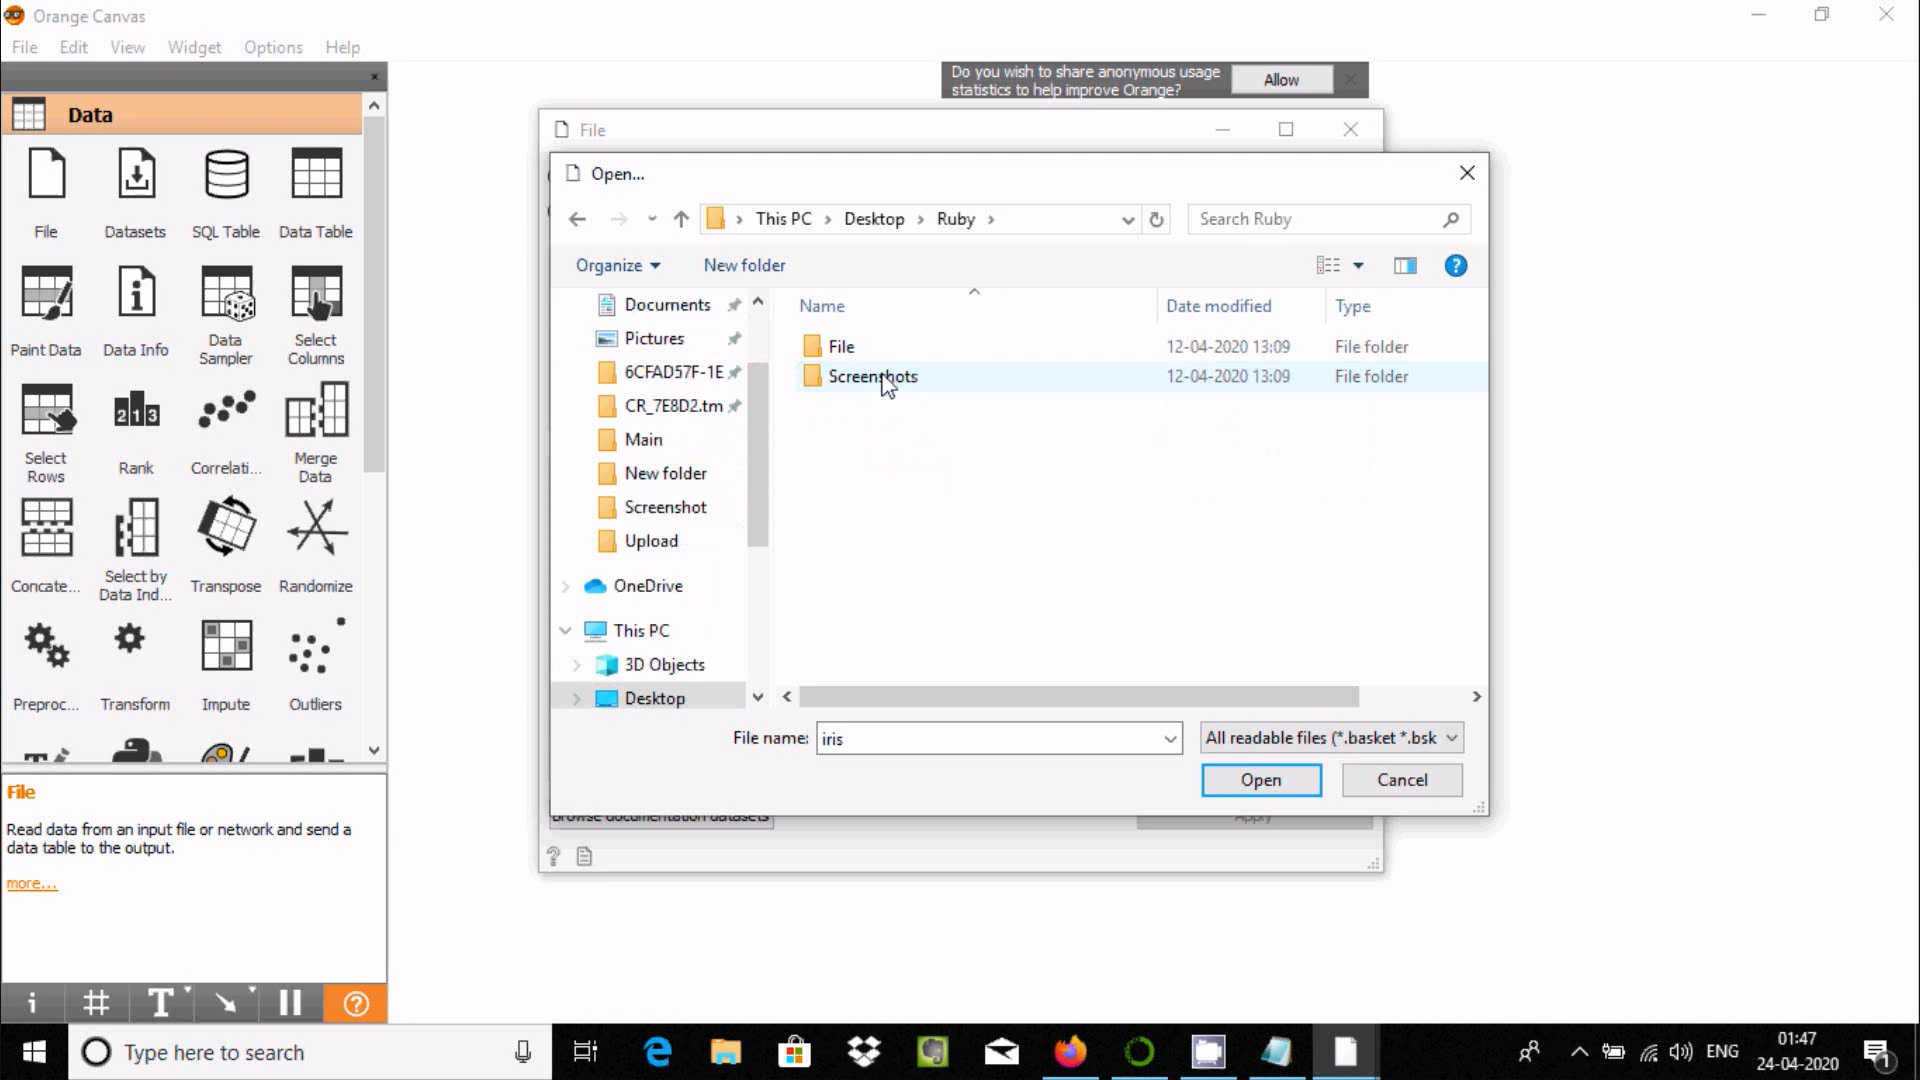 Orange Canvas
File Edit View Widget Options Help
Do you wish to share anonymous usage
statistics to help improve Orange?
Allow
Data
File Datasets SQL Table Data Table
Paint Data Data Info Data Sampler Select Columns
Select Rows Rank Correlati... Merge Data
Concate... Select by Data Ind... Transpose Randomize
Preproc... Transform Impute Outliers
File
Read data from an input file or network and send a
data table to the output.
more...
File
Open...
This PC > Desktop > Ruby >
Search Ruby
Organize New folder
Documents
Pictures
6CFAD57F-1E
CR_7E8D2.tm
Main
New folder
Screenshot
Upload
OneDrive
This PC
3D Objects
Desktop
Name Date modified Type
File 12-04-2020 13:09 File folder
Screenshots 12-04-2020 13:09 File folder
File name: iris All readable files (*.basket *.bsk
Open Cancel
Browse documentation datasets Apply
Type here to search
ENG
01:47
24-04-2020
1